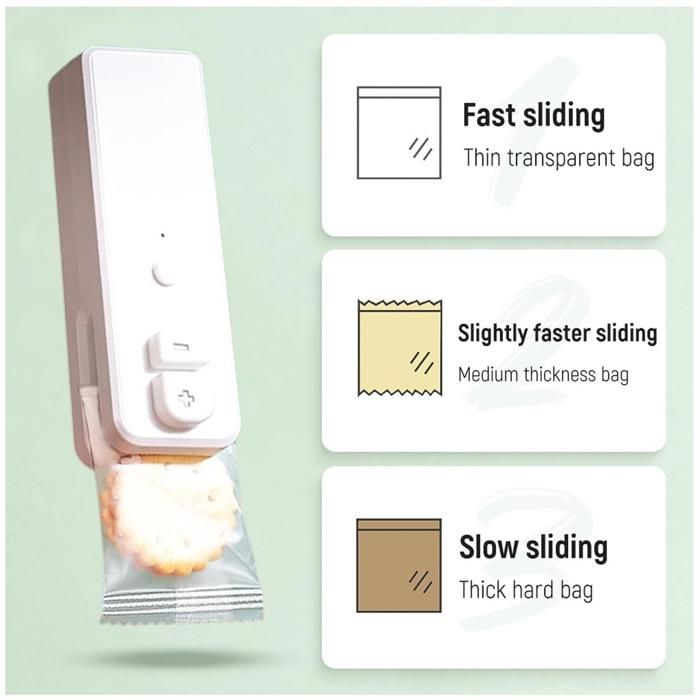 Fast sliding
Thin transparent bag
Slightly faster sliding
Medium thickness bag
Slow sliding
Thick hard bag